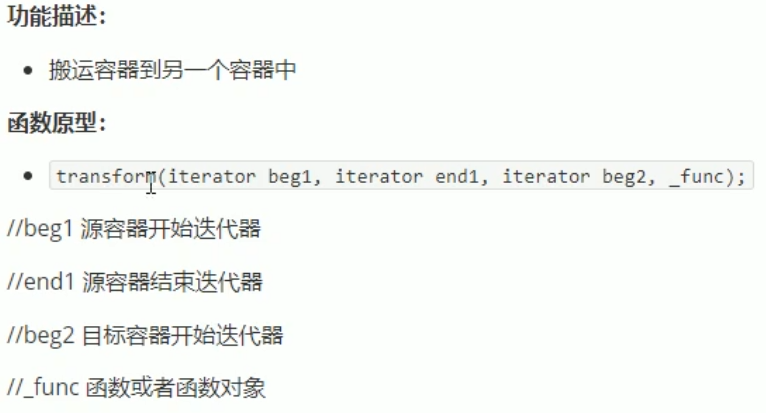 功能描述：
• 搬运容器到另一个容器中
函数原型：
• transform(iterator beg1, iterator end1, iterator beg2, _func);
//beg1 源容器开始迭代器
//end1 源容器结束迭代器
//beg2 目标容器开始迭代器
//_func 函数或者函数对象